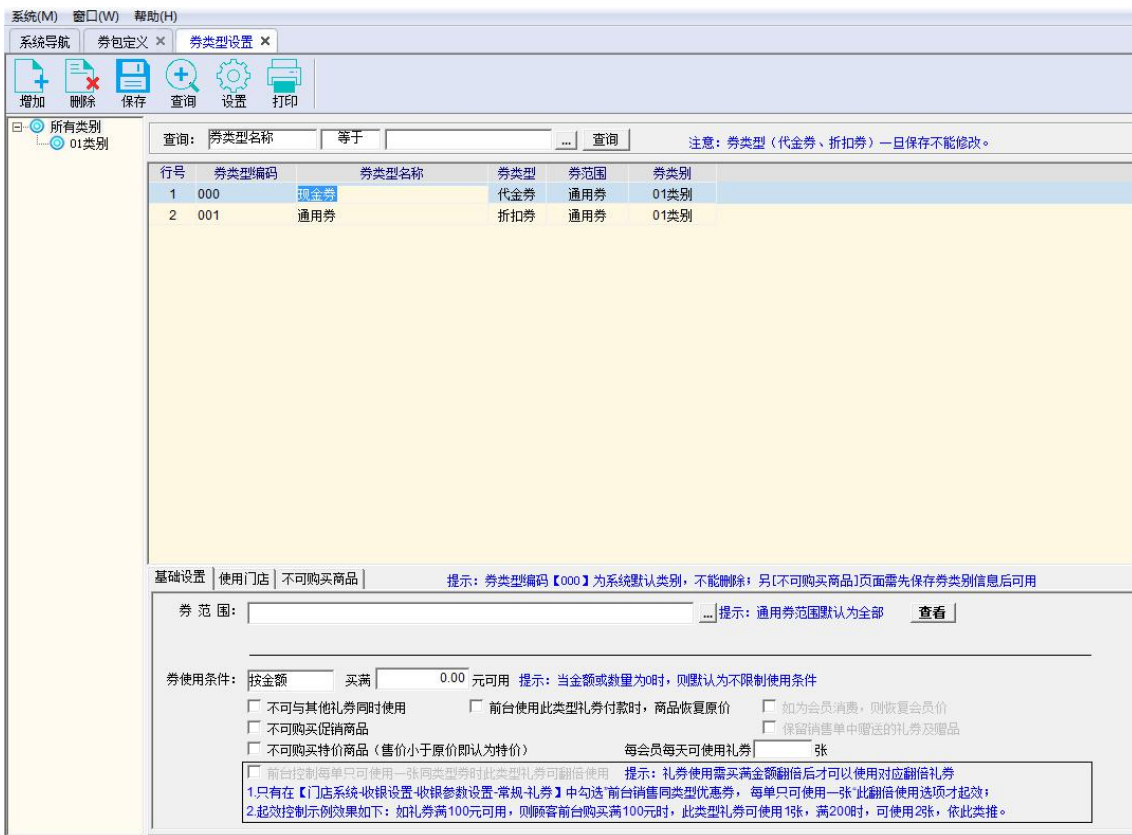 系统(M) 窗口(W) 帮助(H)
系统导航 券包定义 × 券类型设置 ×
增加 删除 保存 查询 设置 打印
所有类别
01类别
查询: 券类型名称 等于 ... 查询 注意: 券类型（代金券、折扣券）一旦保存不能修改。
行号 券类型编码 券类型名称 券类型 券范围 券类别
1 000 现金券 代金券 通用券 01类别
2 001 通用券 折扣券 通用券 01类别
基础设置 使用门店 不可购买商品 提示: 券类型编码【000】为系统默认类别，不能删除；另[不可购买商品]页面需先保存券类别信息后可用
券 范 围: ... 提示: 通用券范围默认为全部 查看
券使用条件: 按金额 买满 0.00 元可用 提示: 当金额或数量为0时，则默认为不限制使用条件
不可与其他礼券同时使用 前台使用此类型礼券付款时，商品恢复原价 如为会员消费，则恢复会员价
不可购买促销商品 保留销售单中赠送的礼券及赠品
不可购买特价商品（售价小于原价即认为特价） 每会员每天可使用礼券 张
前台控制每单只可使用一张同类型券时此类型礼券可翻倍使用 提示: 礼券使用需买满金额翻倍后才可以使用对应翻倍礼券
1.只有在【门店系统-收银设置-收银参数设置-常规-礼券】中勾选"前台销售同类型优惠券，每单只可使用一张"此翻倍使用选项才起效;
2.起效控制示例效果如下: 如礼券满100元可用，则顾客前台购买满100元时，此类型礼券可使用1张，满200时，可使用2张，依此类推。